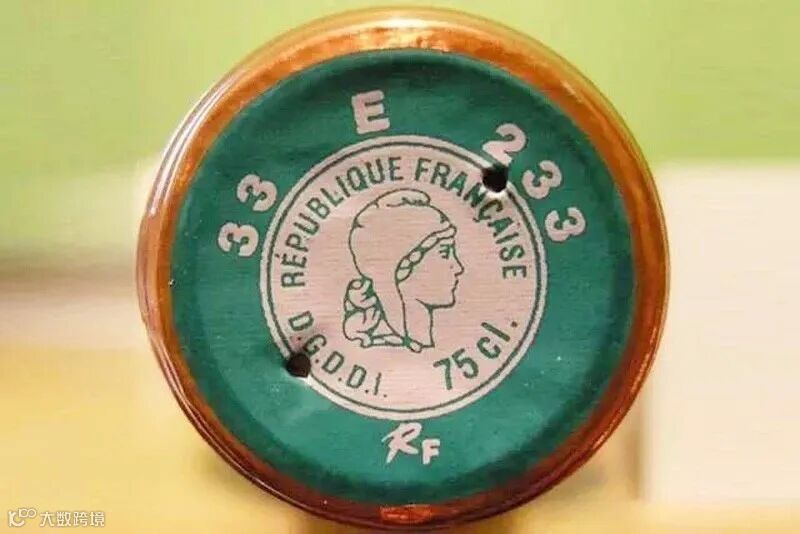 E
33
233
RÉPUBLIQUE FRANÇAISE
D.G.D.D.I.
75 cl.
RF
大数跨境